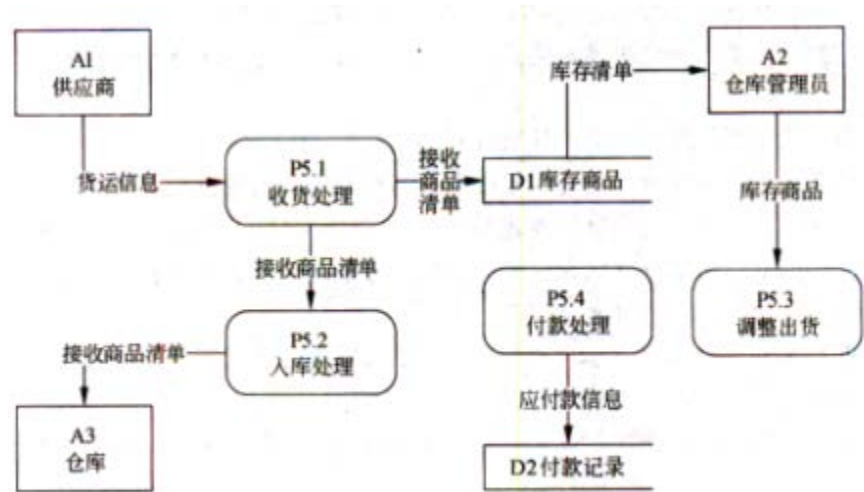 A1
供应商
货运信息
P5.1
收货处理
接收
商品
清单
D1库存商品
库存清单
A2
仓库管理员
库存商品
接收商品清单
P5.2
入库处理
P5.4
付款处理
P5.3
调整出货
接收商品清单
A3
仓库
应付款信息
D2付款记录